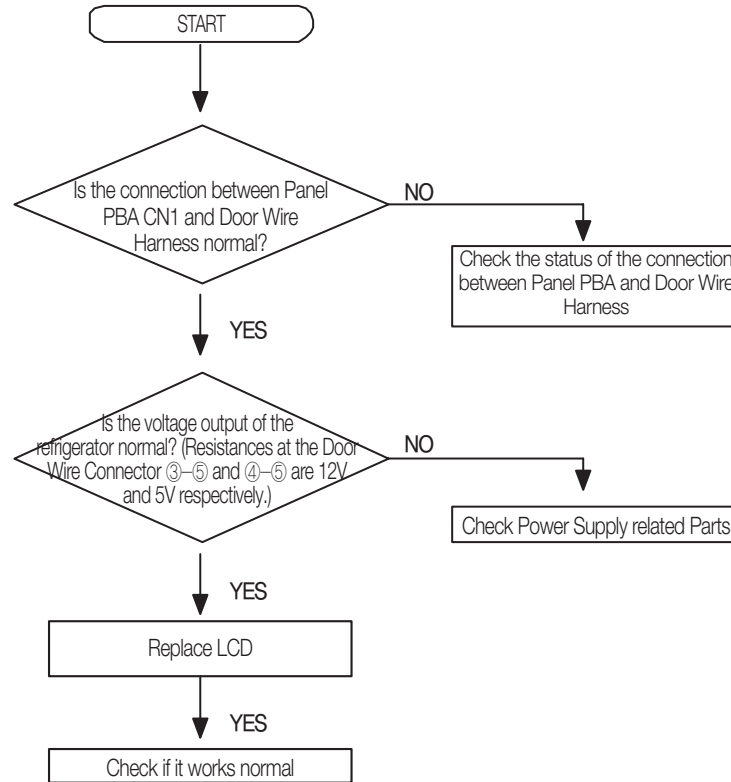 START
Is the connection between Panel
PBA CN1 and Door Wire
Harness normal?
NO
Check the status of the connection
between Panel PBA and Door Wire
Harness
YES
Is the voltage output of the
refrigerator normal? (Resistances at the Door
Wire Connector ③–⑤ and ④–⑤ are 12V
and 5V respectively.)
NO
Check Power Supply related Parts
YES
Replace LCD
YES
Check if it works normal